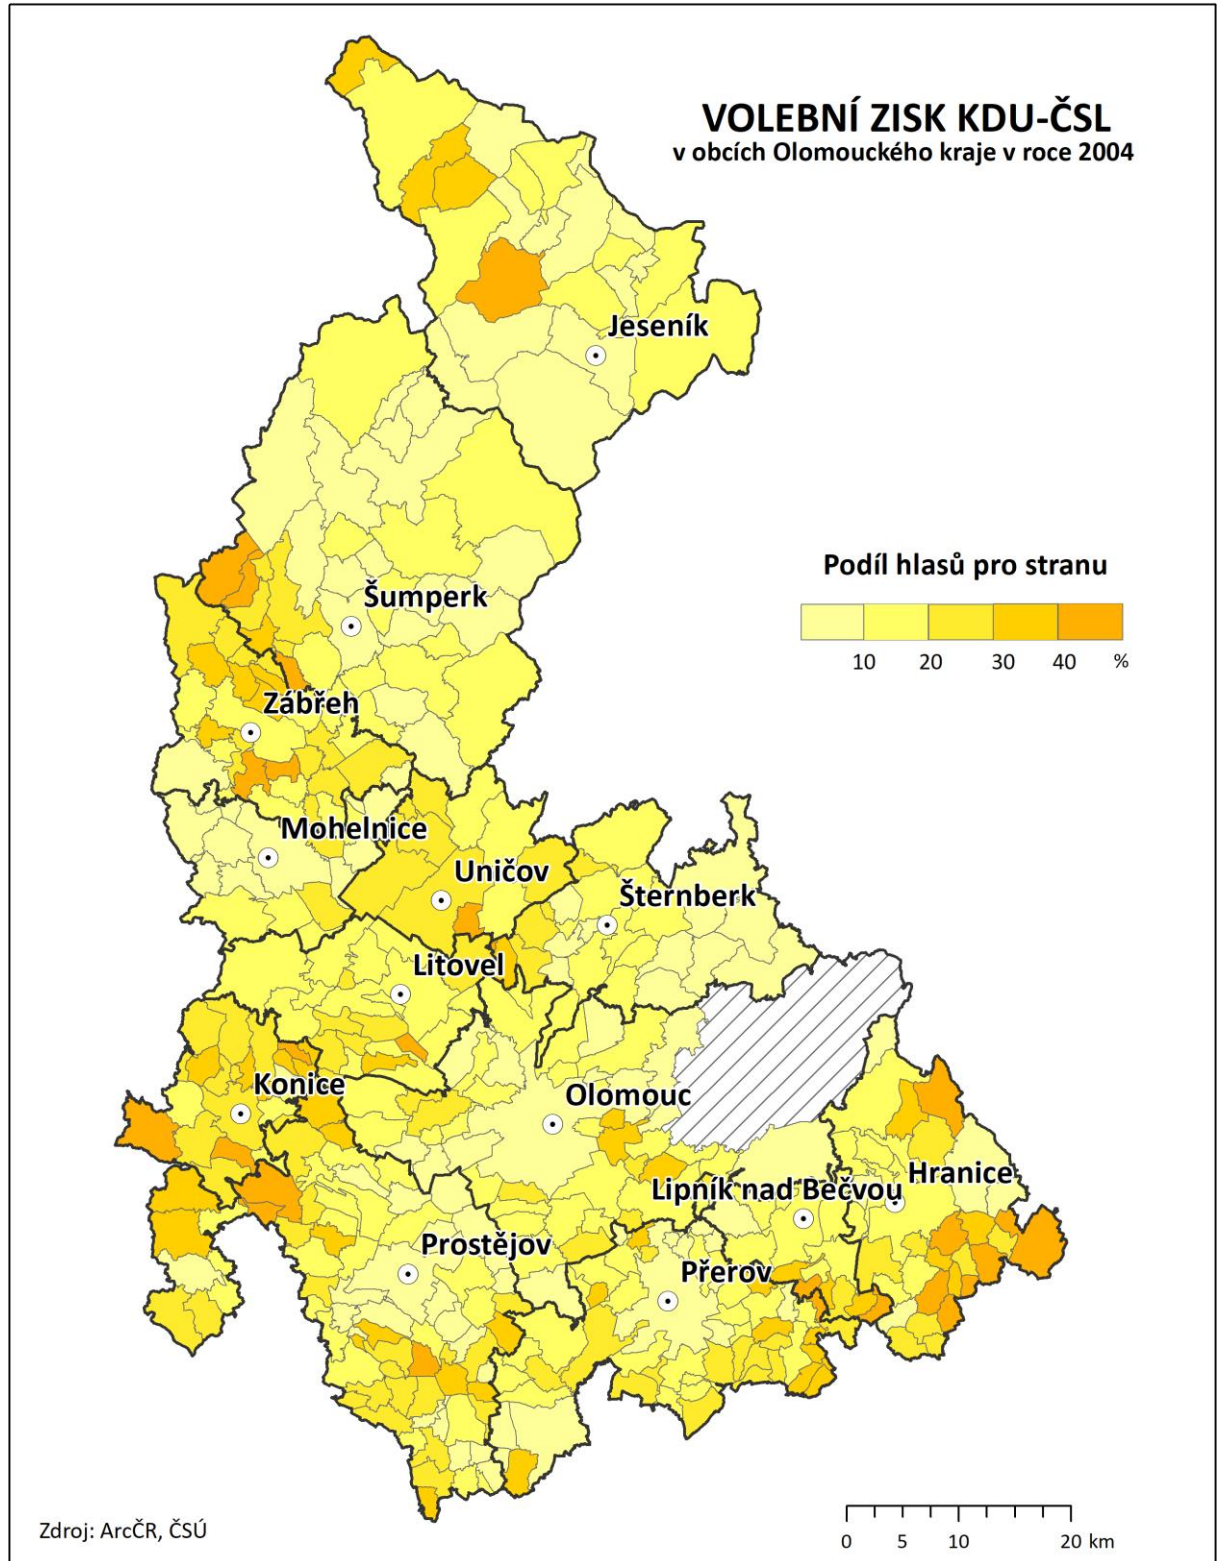 VOLEBNÍ ZISK KDU-ČSL
v obcích Olomouckého kraje v roce 2004
Jeseník
Podíl hlasů pro stranu
10 20 30 40 %
Šumperk
Zábřeh
Mohelnice
Uničov
Šternberk
Litovel
Konice
Olomouc
Hranice
Lipník nad Bečvou
Prostějov
Přerov
Zdroj: ArcČR, ČSÚ
0 5 10 20 km